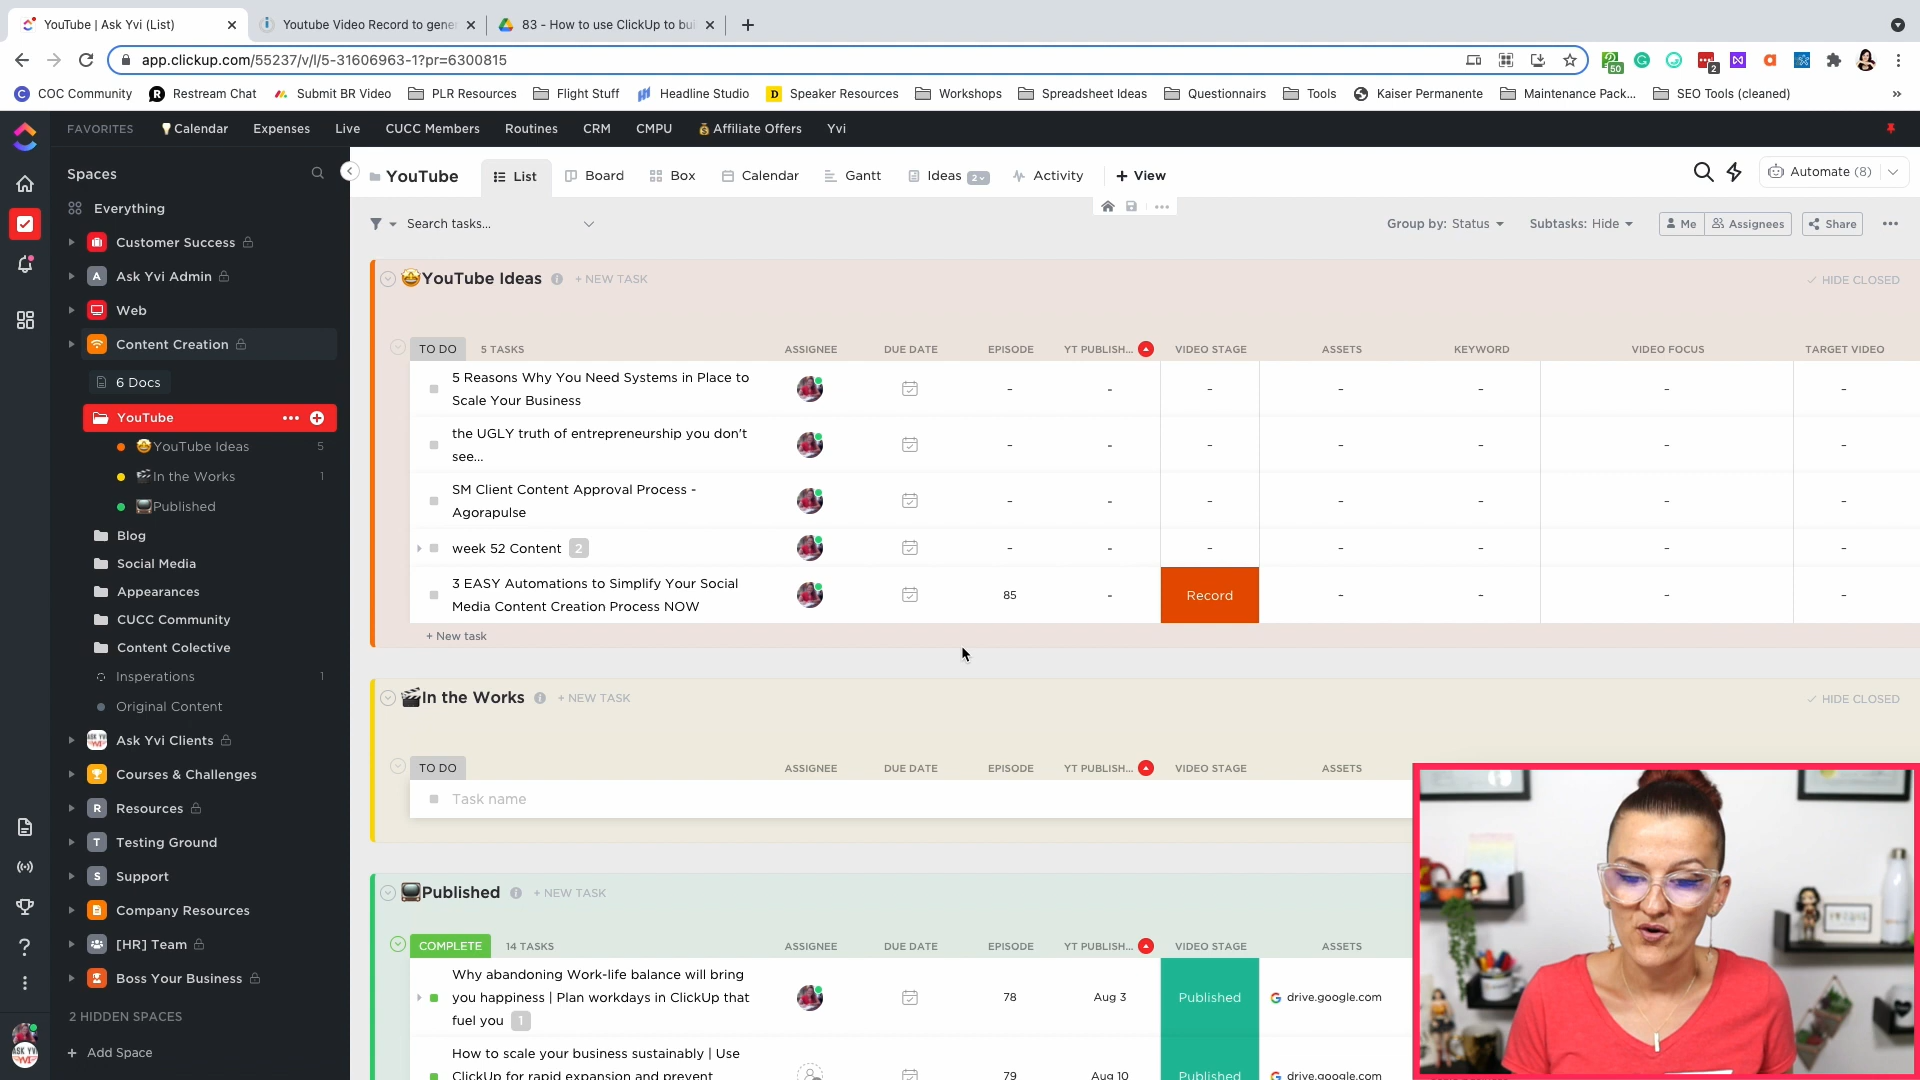 YouTube | Ask Yvi (List)
Youtube Video Record to gene
83 - How to use ClickUp to bu
app.clickup.com/55237/v/l/5-31606963-1?pr=6300815
50
2
COC Community
Restream Chat
Submit BR Video
PLR Resources
Flight Stuff
Headline Studio
Speaker Resources
Workshops
Spreadsheet Ideas
Questionnairs
Tools
Kaiser Permanente
Maintenance Pack...
SEO Tools (cleaned)
FAVORITES
Calendar
Expenses
Live
CUCC Members
Routines
CRM
CMPU
Affiliate Offers
Yvi
Spaces
Everything
Customer Success
A Ask Yvi Admin
Web
Content Creation
6 Docs
YouTube
YouTube Ideas 5
In the Works 1
Published
Blog
Social Media
Appearances
CUCC Community
Content Colective
Insperations 1
Original Content
Ask Yvi Clients
Courses & Challenges
R Resources
T Testing Ground
S Support
Company Resources
[HR] Team
Boss Your Business
2 HIDDEN SPACES
+ Add Space
YouTube
List
Board
Box
Calendar
Gantt
Ideas 2
Activity
+ View
Automate (8)
Search tasks...
Group by: Status
Subtasks: Hide
Me
Assignees
Share
YouTube Ideas
+ NEW TASK
HIDE CLOSED
TO DO 5 TASKS ASSIGNEE DUE DATE EPISODE YT PUBLISH... VIDEO STAGE ASSETS KEYWORD VIDEO FOCUS TARGET VIDEO
5 Reasons Why You Need Systems in Place to
Scale Your Business
- - - - - - -
the UGLY truth of entrepreneurship you don't
see...
- - - - - - -
SM Client Content Approval Process -
Agorapulse
- - - - - - -
week 52 Content 2 - - - - - - -
3 EASY Automations to Simplify Your Social
Media Content Creation Process NOW
85 - Record - - - -
+ New task
In the Works
+ NEW TASK
HIDE CLOSED
TO DO ASSIGNEE DUE DATE EPISODE YT PUBLISH... VIDEO STAGE ASSETS
Task name
Published
+ NEW TASK
COMPLETE 14 TASKS ASSIGNEE DUE DATE EPISODE YT PUBLISH... VIDEO STAGE ASSETS
Why abandoning Work-life balance will bring
you happiness | Plan workdays in ClickUp that
fuel you 1
78 Aug 3 Published drive.google.com
How to scale your business sustainably | Use
ClickUp for rapid expansion and prevent
79 Aug 10 Published drive.google.com